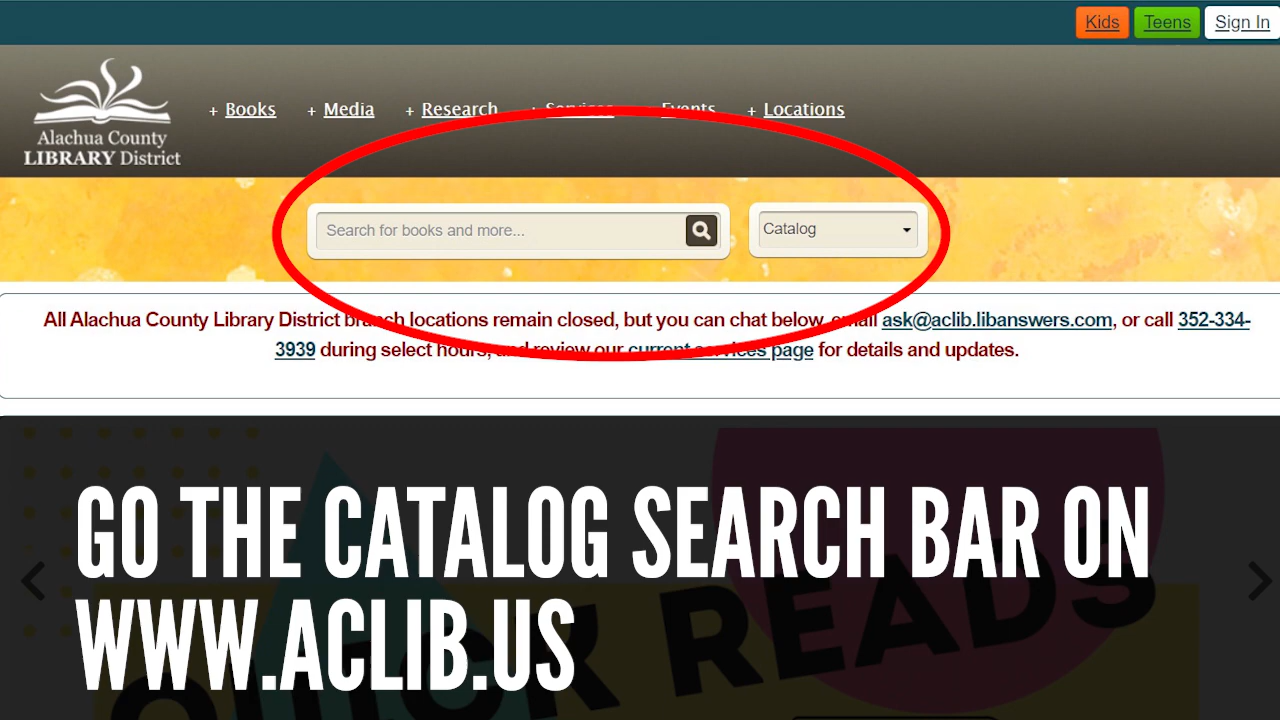 Kids Teens Sign In
+ Books + Media + Research + Services Events + Locations
Alachua County
LIBRARY District
Search for books and more... Catalog
All Alachua County Library District branch locations remain closed, but you can chat below, email ask@aclib.libanswers.com, or call 352-334-
3939 during select hours, and review our current services page for details and updates.
GO THE CATALOG SEARCH BAR ON
WWW.ACLIB.US
QUICK READS